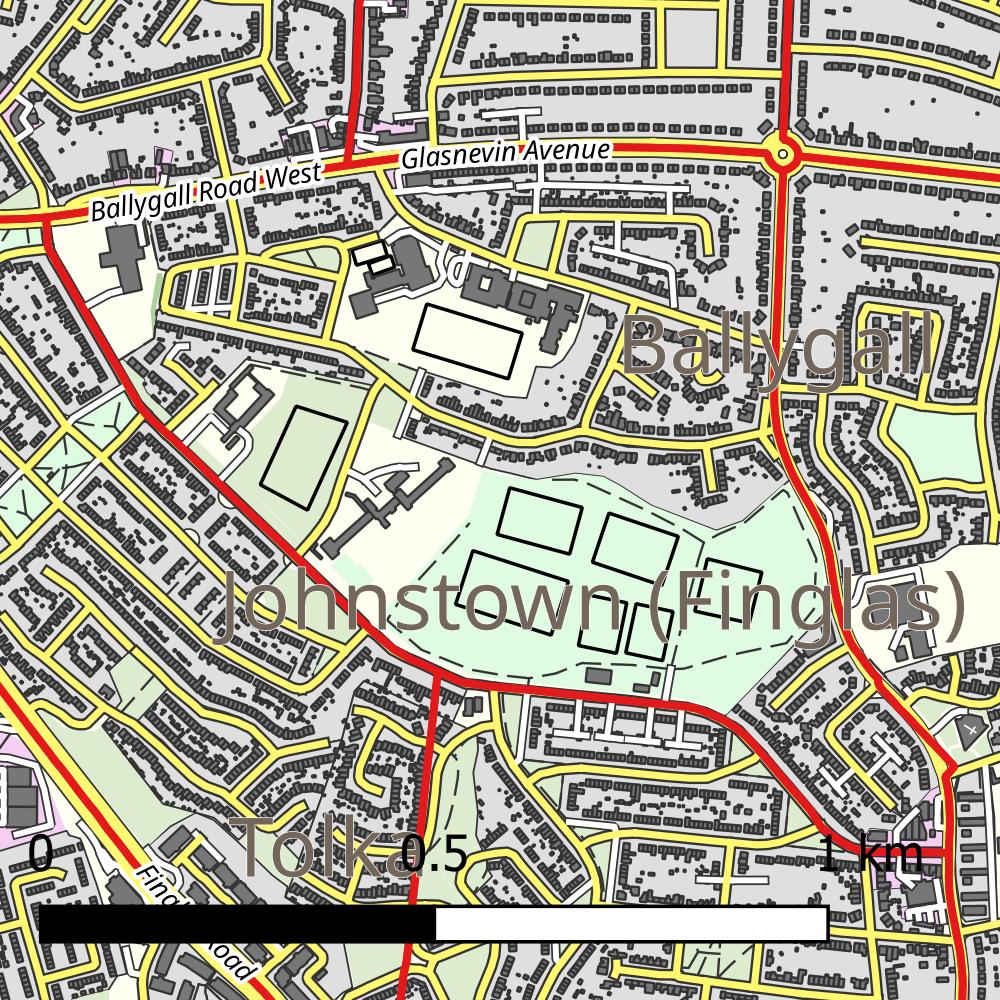 Glasnevin Avenue
Ballygall Road West
Ballygall
Johnstown (Finglas)
Tolka
0 0.5 1 km